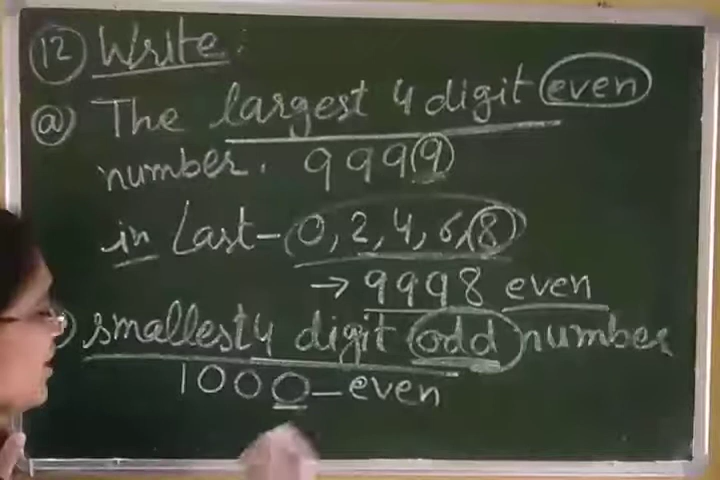 12 Write :
a) The largest 4 digit even
number. 9999
in Last - 0, 2, 4, 6, 8
→ 9998 even
) smallest 4 digit odd number
1000 - even